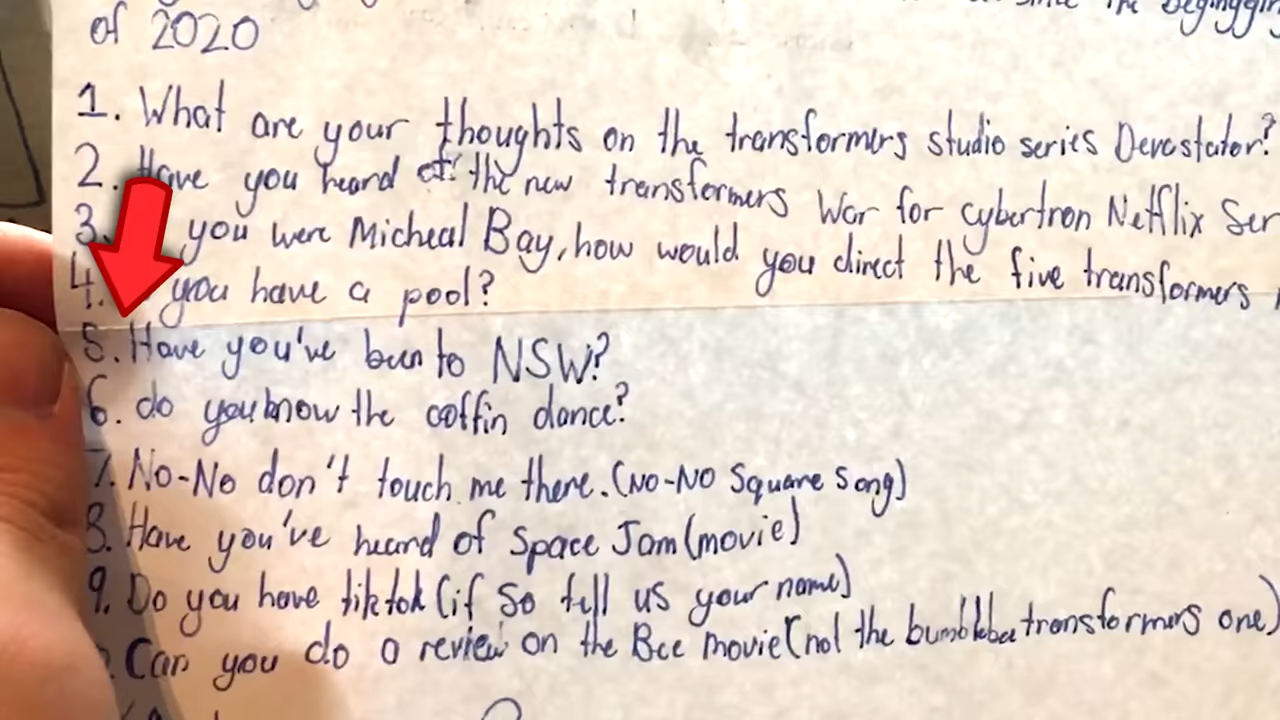 the beginggin
of 2020
1. What are your thoughts on the transformers studio series Devastator?
2. Have you heard of the new transformers War for cybertron Netflix Ser
3. you were Micheal Bay, how would you direct the five transformers
4. you have a pool?
5. Have you've been to NSW?
6. do you know the coffin dance?
7. No-No don't touch me there. (No-No Square Song)
8. Have you've heard of Space Jam (movie)
9. Do you have tiktok (if so tell us your name)
Can you do a review on the Bee movie (not the bumblebee transformers one)